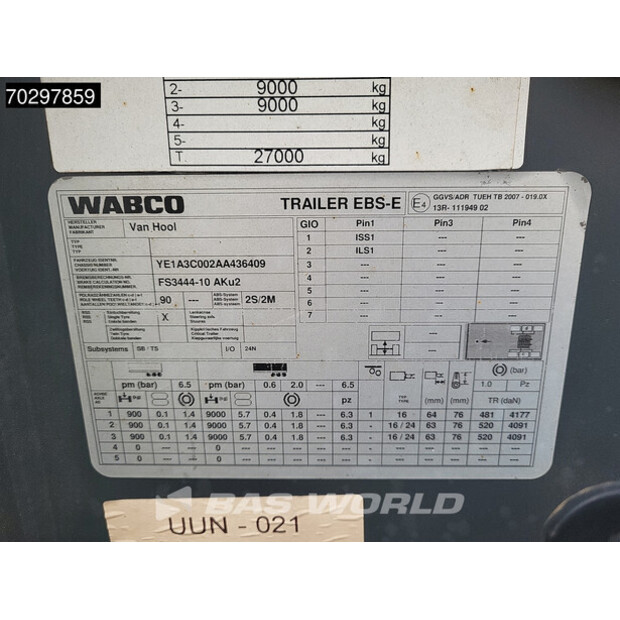 70297859
2- 9000 kg
3- 9000 kg
4- kg
5- kg
T 27000 kg
WABCO TRAILER EBS-E E4 GGVS/ADR TUEH TB 2007 - 019.0X
13R- 111949 02
HERSTELLER
MANUFACTURER
FABRIKANT
Van Hool
TYP
TYPE
TYP
YE1A3C002AA436409
FS3444-10 AKu2
90 --- 2S/2M
X
Subsystems SB / TS I/O 24N
GIO Pin1 Pin3 Pin4
1 ISS1 --- ---
2 ILS1 --- ---
3 --- --- ---
4 --- --- ---
5 --- --- ---
6 --- --- ---
7 --- --- ---
(bar)
pm (bar) 6.5 pm (bar) 0.6 2.0 --- 6.5 1.0 Pz
pz (mm) (mm) TR (daN)
1 900 0.1 1.4 9000 5.7 0.4 1.8 --- 6.3 1 16 64 76 481 4177
2 900 0.1 1.4 9000 5.7 0.4 1.8 --- 6.3 - 16 / 24 63 76 520 4091
3 900 0.1 1.4 9000 5.7 0.4 1.8 --- 6.3 - 16 / 24 63 76 520 4091
4 0 --- --- 0 --- --- --- --- --- - --- --- --- --- ---
5 0 --- --- 0 --- --- --- --- --- - --- --- --- --- ---
BAS WORLD
UUN - 021